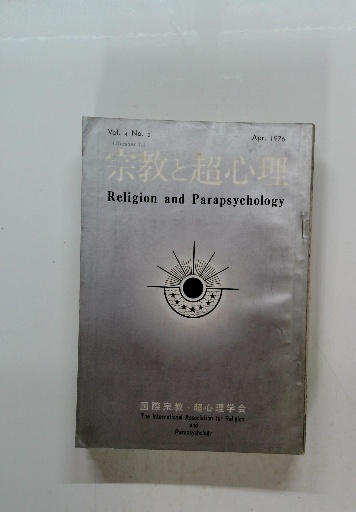 Vol. 4 No.
Apr. 1976
宗教と超心理
Religion and Parapsychology
国際宗教・超心理学会
The International Association for Religion
and
Parapsychology